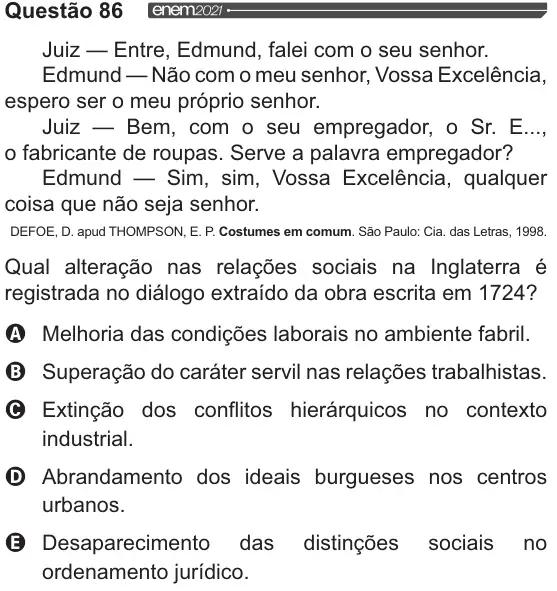 Questão 86 enem2021
Juiz — Entre, Edmund, falei com o seu senhor.
Edmund — Não com o meu senhor, Vossa Excelência,
espero ser o meu próprio senhor.
Juiz — Bem, com o seu empregador, o Sr. E...,
o fabricante de roupas. Serve a palavra empregador?
Edmund — Sim, sim, Vossa Excelência, qualquer
coisa que não seja senhor.
DEFOE, D. apud THOMPSON, E. P. Costumes em comum. São Paulo: Cia. das Letras, 1998.
Qual alteração nas relações sociais na Inglaterra é
registrada no diálogo extraído da obra escrita em 1724?
A Melhoria das condições laborais no ambiente fabril.
B Superação do caráter servil nas relações trabalhistas.
C Extinção dos conflitos hierárquicos no contexto
industrial.
D Abrandamento dos ideais burgueses nos centros
urbanos.
E Desaparecimento das distinções sociais no
ordenamento jurídico.